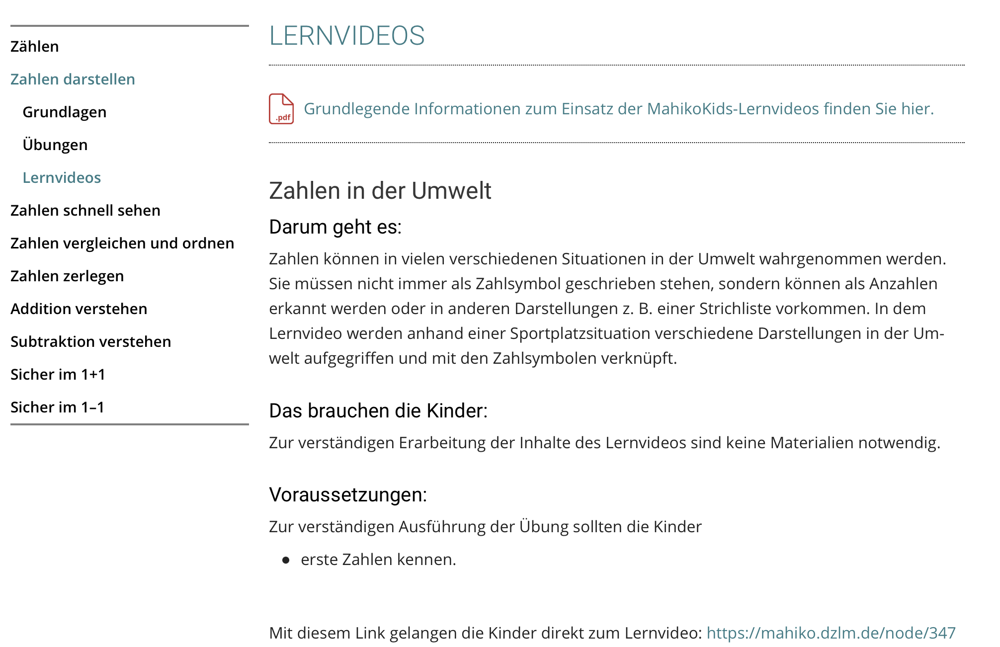 Zählen
Zahlen darstellen
Grundlagen
Übungen
Lernvideos
Zahlen schnell sehen
Zahlen vergleichen und ordnen
Zahlen zerlegen
Addition verstehen
Subtraktion verstehen
Sicher im 1+1
Sicher im 1–1
LERNVIDEOS
.pdf Grundlegende Informationen zum Einsatz der MahikoKids-Lernvideos finden Sie hier.
Zahlen in der Umwelt
Darum geht es:
Zahlen können in vielen verschiedenen Situationen in der Umwelt wahrgenommen werden.
Sie müssen nicht immer als Zahlsymbol geschrieben stehen, sondern können als Anzahlen
erkannt werden oder in anderen Darstellungen z. B. einer Strichliste vorkommen. In dem
Lernvideo werden anhand einer Sportplatzsituation verschiedene Darstellungen in der Um-
welt aufgegriffen und mit den Zahlsymbolen verknüpft.
Das brauchen die Kinder:
Zur verständigen Erarbeitung der Inhalte des Lernvideos sind keine Materialien notwendig.
Voraussetzungen:
Zur verständigen Ausführung der Übung sollten die Kinder
● erste Zahlen kennen.
Mit diesem Link gelangen die Kinder direkt zum Lernvideo: https://mahiko.dzlm.de/node/347